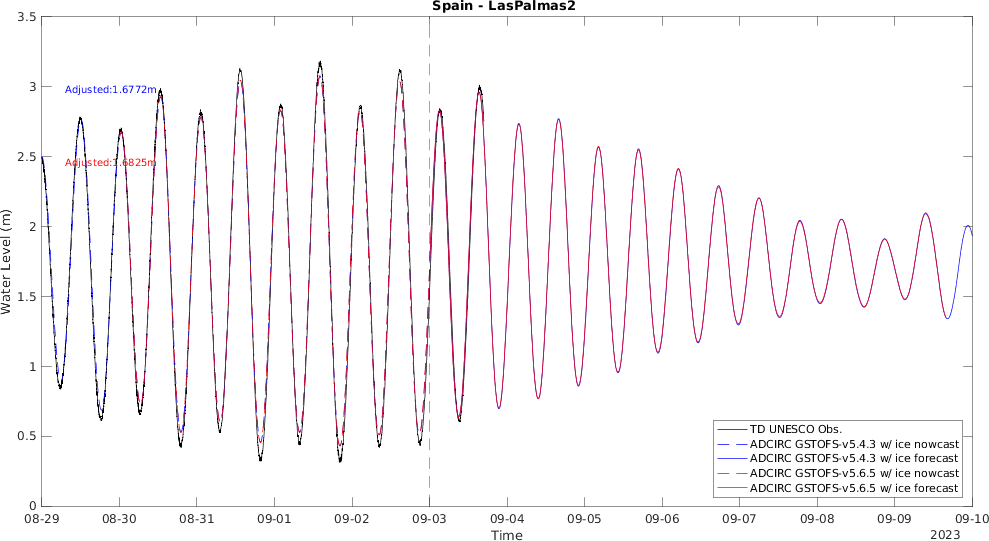 Spain - LasPalmas2
3.5
3
2.5
2
1.5
1
0.5
0
Water Level (m)
Adjusted:1.6772m
Adjusted:1.6825m
TD UNESCO Obs.
ADCIRC GSTOFS-v5.4.3 w/ ice nowcast
ADCIRC GSTOFS-v5.4.3 w/ ice forecast
ADCIRC GSTOFS-v5.6.5 w/ ice nowcast
ADCIRC GSTOFS-v5.6.5 w/ ice forecast
08-29 08-30 08-31 09-01 09-02 09-03 09-04 09-05 09-06 09-07 09-08 09-09 09-10
Time
2023